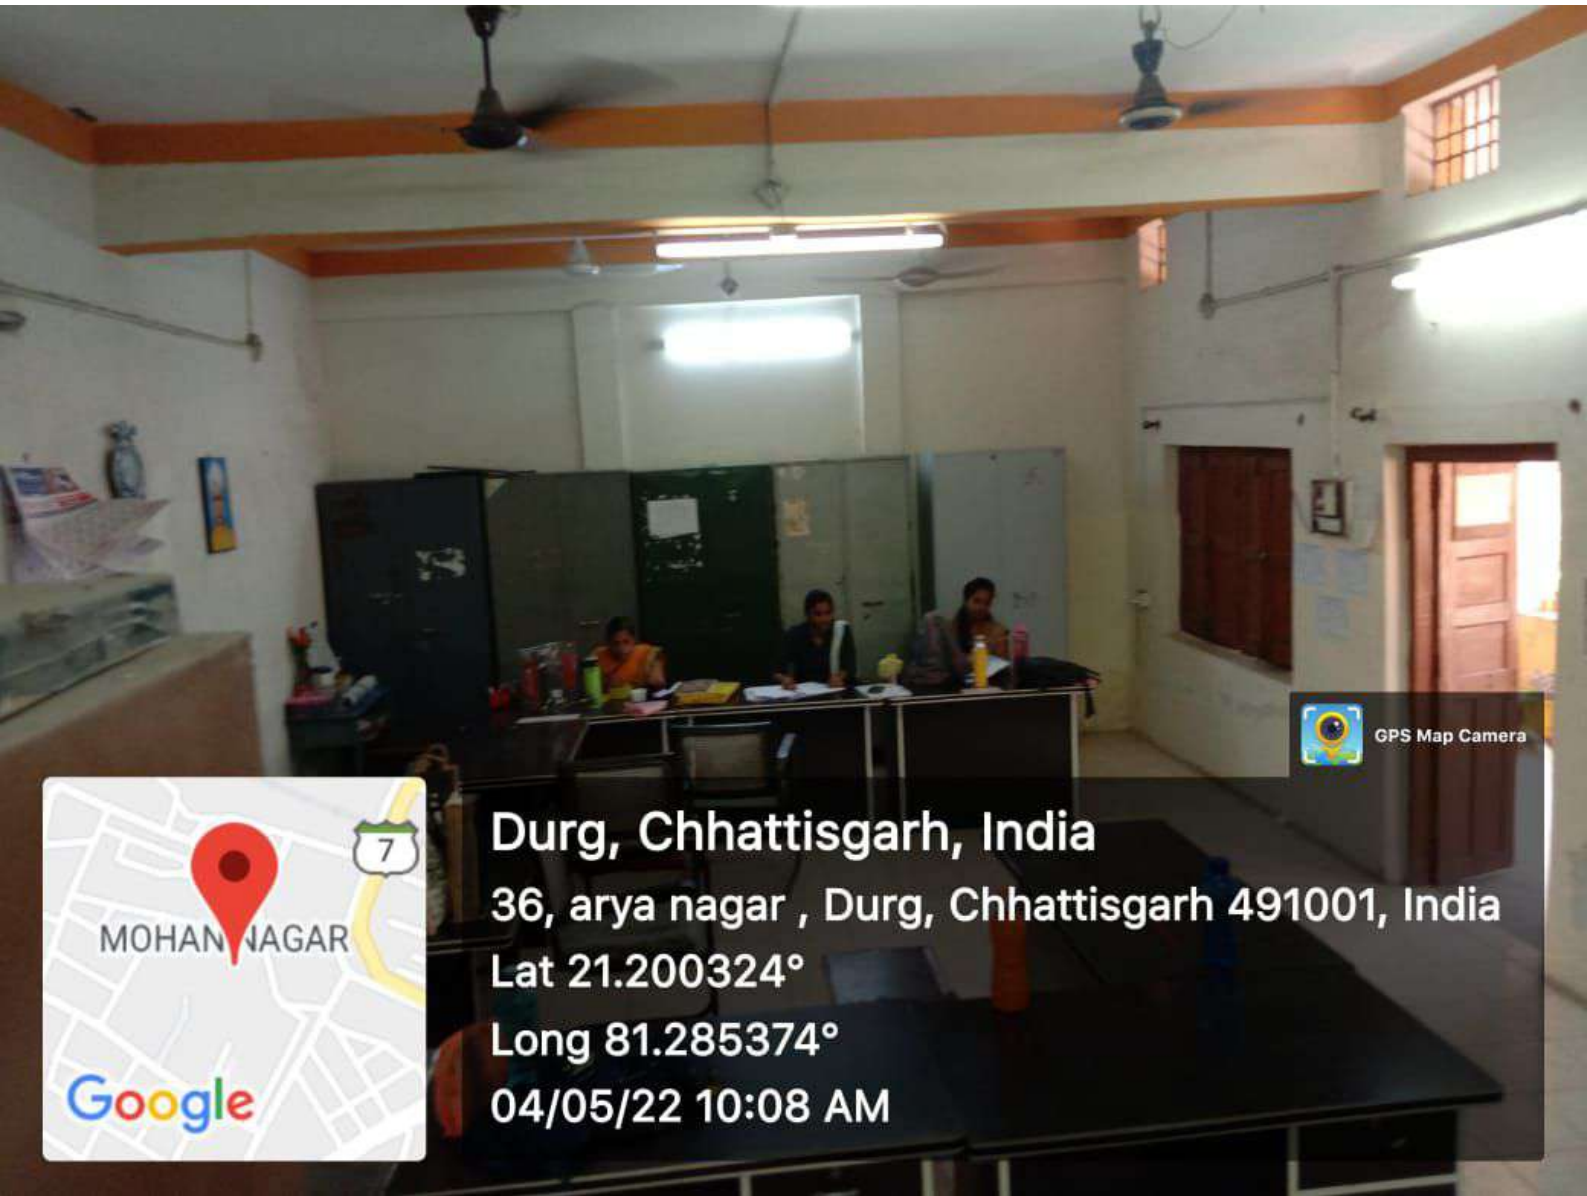 GPS Map Camera
Durg, Chhattisgarh, India
36, arya nagar , Durg, Chhattisgarh 491001, India
Lat 21.200324°
Long 81.285374°
04/05/22 10:08 AM
7
MOHAN NAGAR
Google